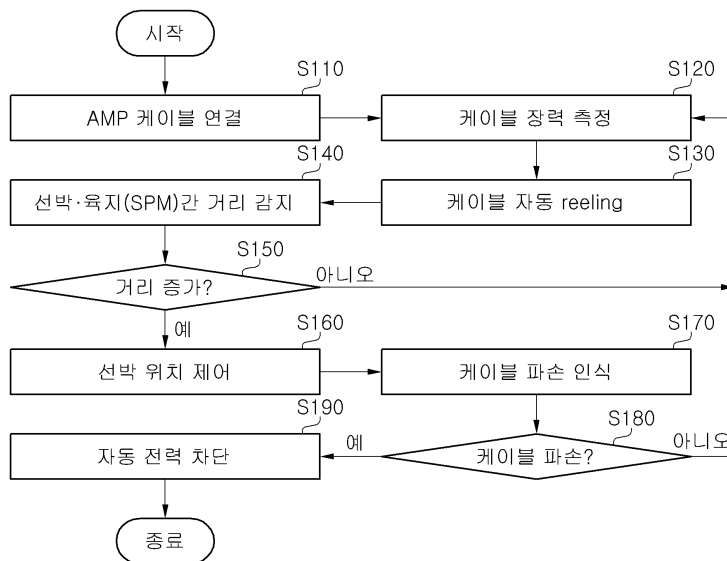 시작
S110
AMP 케이블 연결
S120
케이블 장력 측정
S130
케이블 자동 reeling
S140
선박·육지(SPM)간 거리 감지
S150
거리 증가?
아니오
예
S160
선박 위치 제어
S170
케이블 파손 인식
S180
케이블 파손?
아니오
예
S190
자동 전력 차단
종료